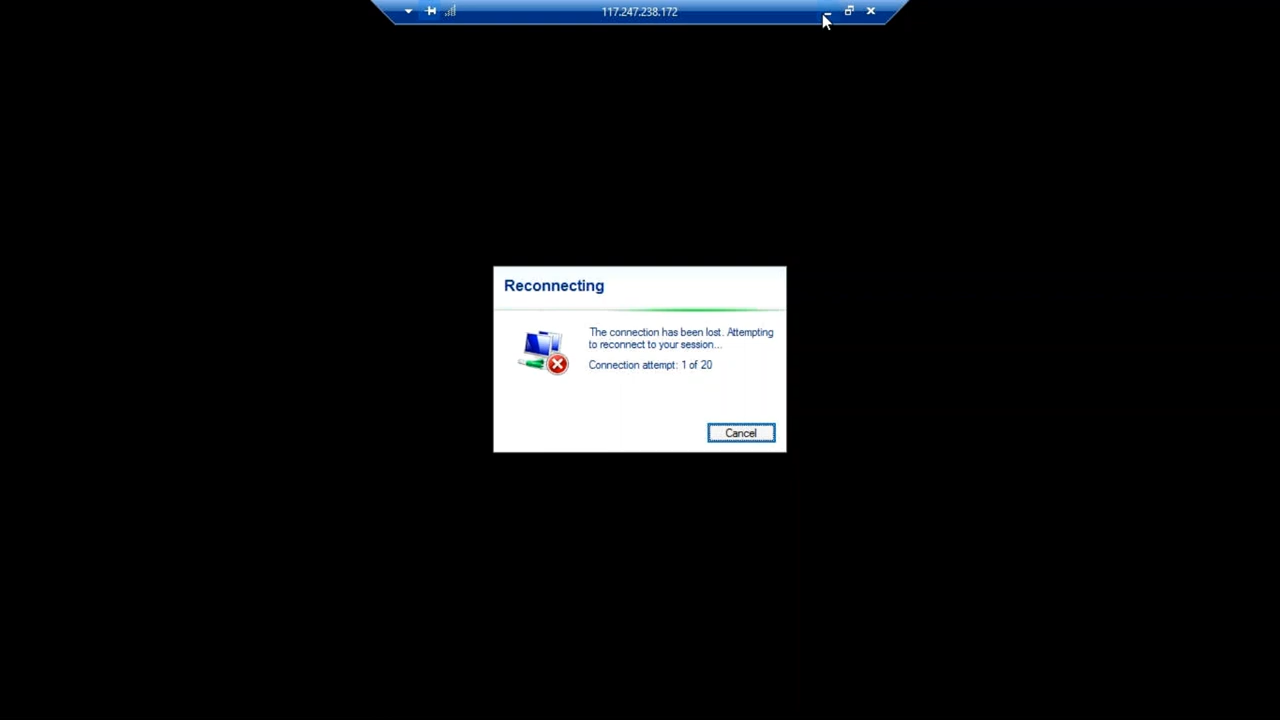 117.247.238.172
Reconnecting
The connection has been lost. Attempting
to reconnect to your session...
Connection attempt: 1 of 20
Cancel